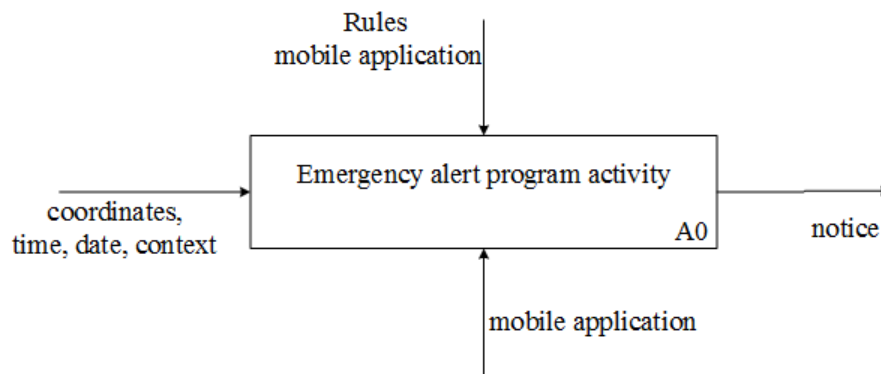 Rules
mobile application
Emergency alert program activity
A0
coordinates,
time, date, context
notice
mobile application